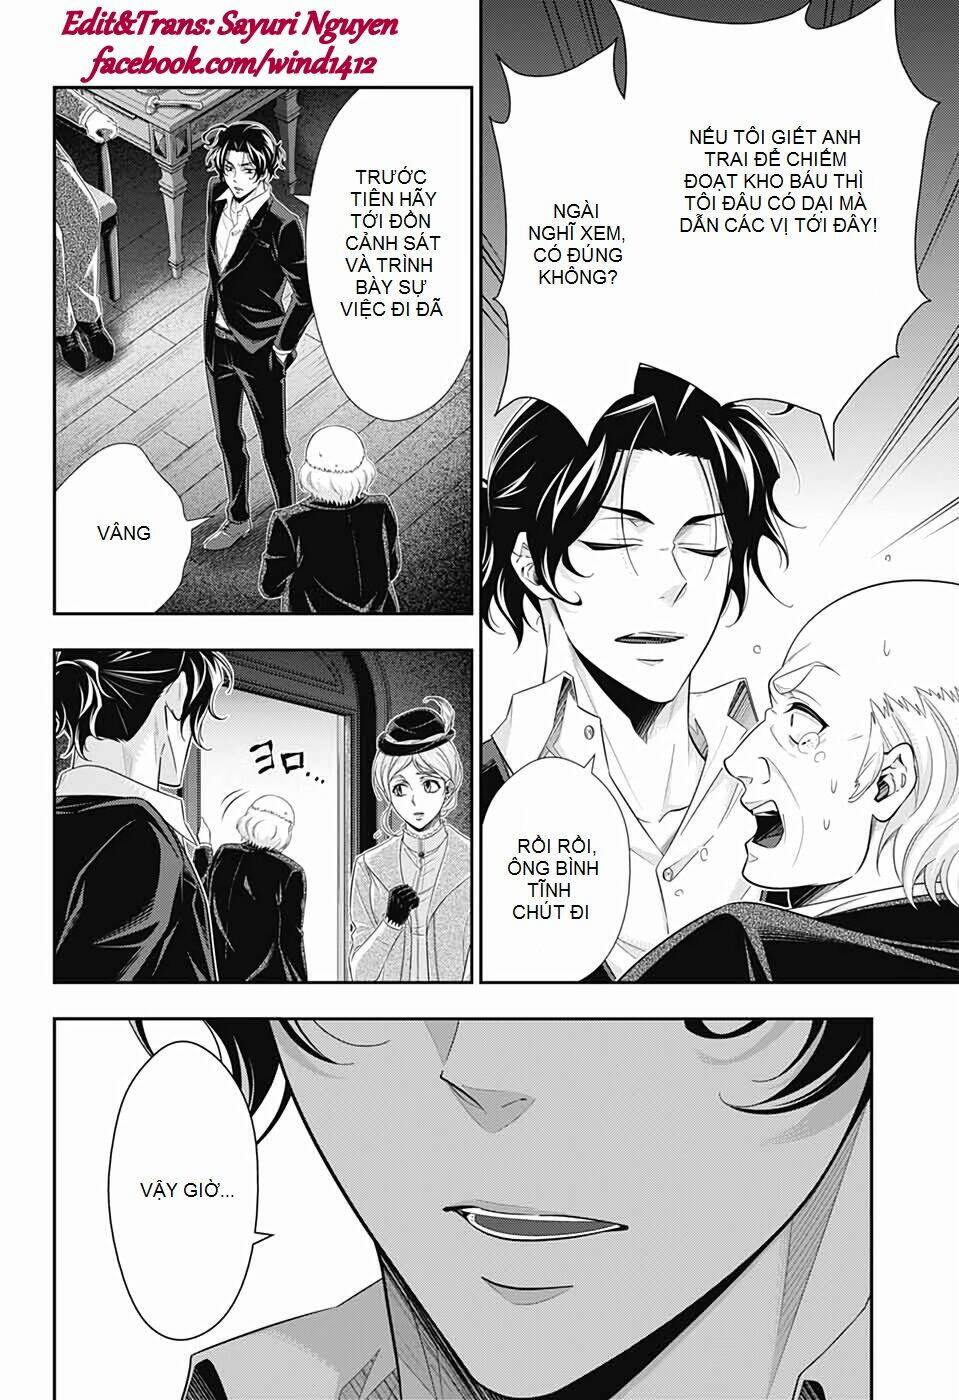 Edit&Trans: Sayuri Nguyen
facebook.com/wind1412
NẾU TÔI GIẾT ANH
TRAI ĐỂ CHIẾM
ĐOẠT KHO BÁU THÌ
TÔI ĐÂU CÓ DẠI MÀ
DẪN CÁC VỊ TỚI ĐÂY!
NGÀI
NGHĨ XEM,
CÓ ĐÚNG
KHÔNG?
RỒI RỒI,
ÔNG BÌNH
TĨNH
CHÚT ĐI
TRƯỚC
TIÊN HÃY
TỚI ĐỒN
CẢNH SÁT
VÀ TRÌNH
BÀY SỰ
VIỆC ĐI ĐÃ
VÂNG
ヨロ...
VẬY GIỜ...